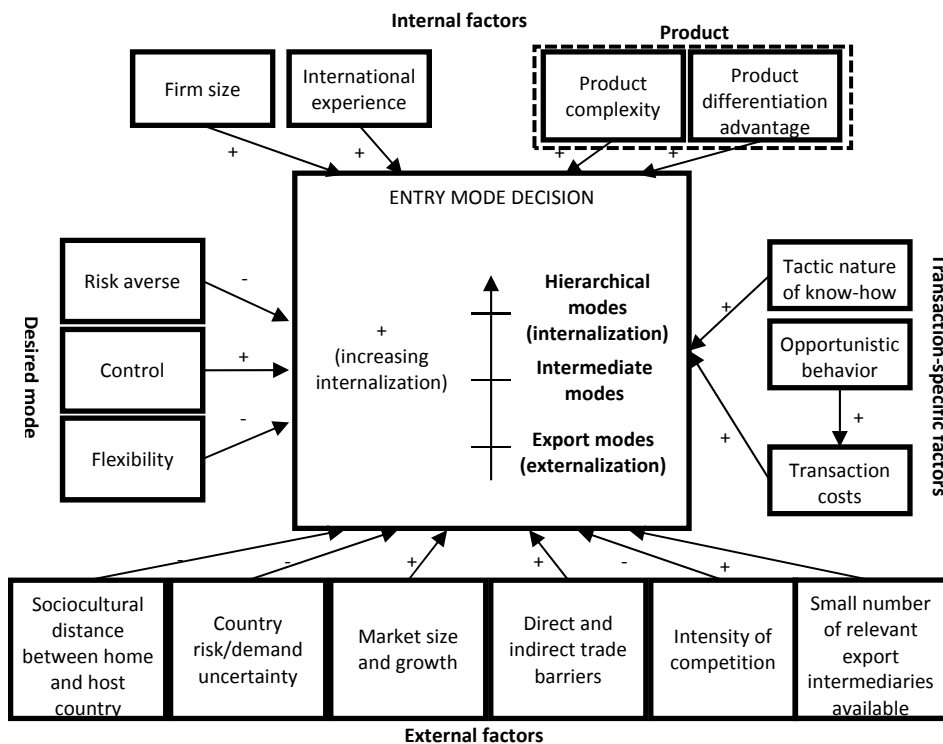 Internal factors
Product
Firm size
International
experience
Product
complexity
Product
differentiation
advantage
+
+
+
+
ENTRY MODE DECISION
Desired mode
Risk averse
-
Control
+
Flexibility
-
+
(increasing
internalization)
Hierarchical
modes
(internalization)
Intermediate
modes
Export modes
(externalization)
Transaction-specific
factors
Tactic nature
of know-how
+
Opportunistic
behavior
+
Transaction
costs
+
-
-
+
+
-
+
Sociocultural
distance
between home
and host
country
Country
risk/demand
uncertainty
Market size
and growth
Direct and
indirect trade
barriers
Intensity of
competition
Small number
of relevant
export
intermediaries
available
External factors